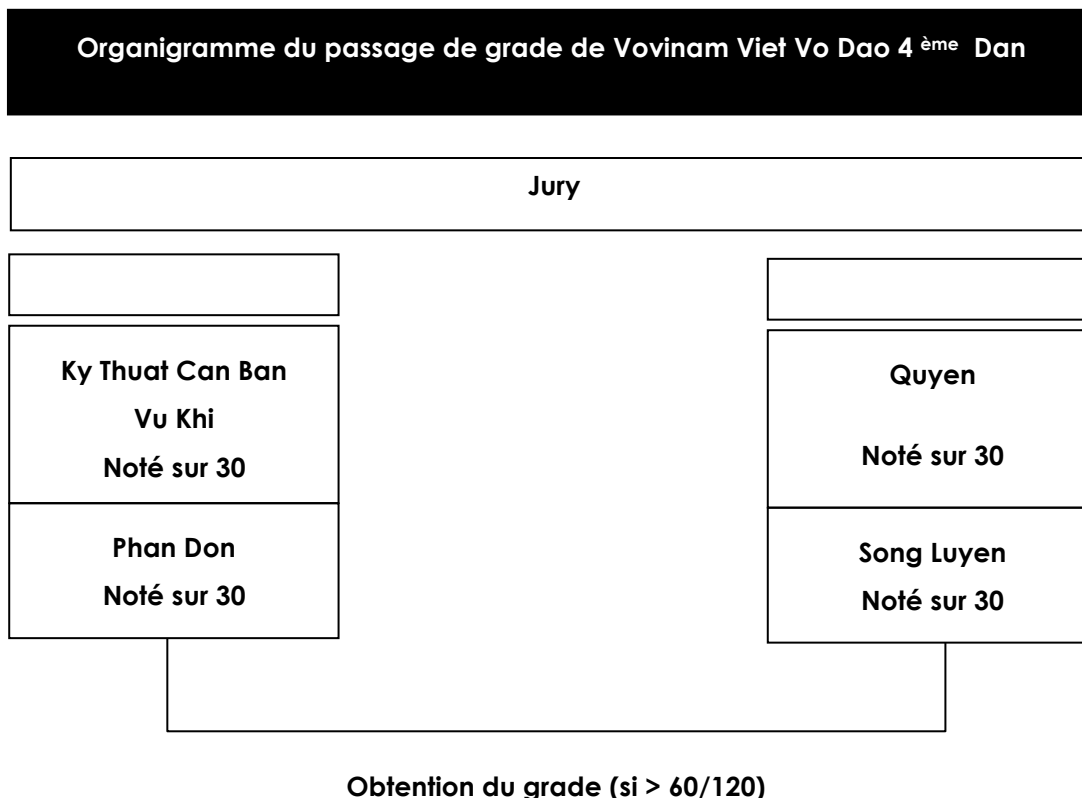 Organigramme du passage de grade de Vovinam Viet Vo Dao 4 ème Dan
Jury
Ky Thuat Can Ban
Vu Khi
Noté sur 30
Phan Don
Noté sur 30
Quyen
Noté sur 30
Song Luyen
Noté sur 30
Obtention du grade (si > 60/120)